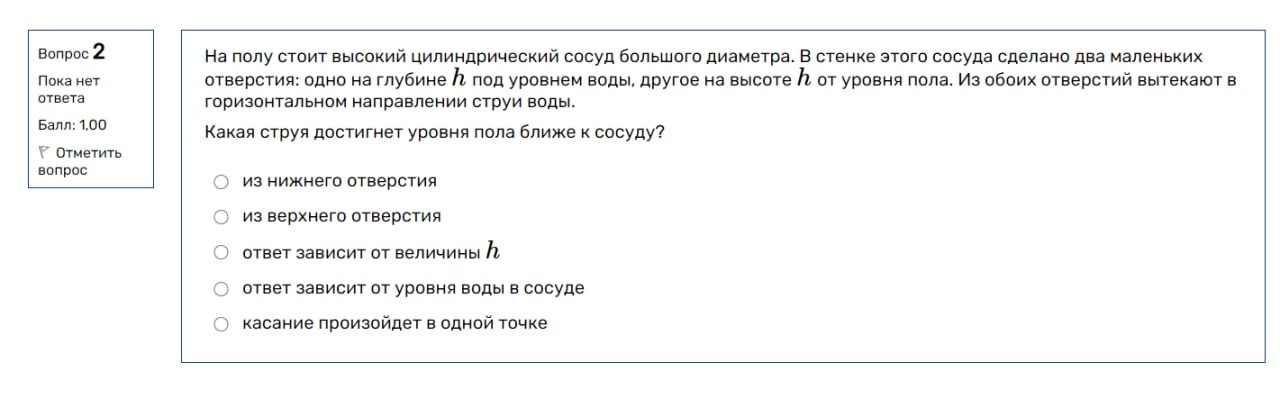 Вопрос 2
Пока нет
ответа
Балл: 1,00
Отметить
вопрос
На полу стоит высокий цилиндрический сосуд большого диаметра. В стенке этого сосуда сделано два маленьких
отверстия: одно на глубине h под уровнем воды, другое на высоте h от уровня пола. Из обоих отверстий вытекают в
горизонтальном направлении струи воды.
Какая струя достигнет уровня пола ближе к сосуду?
из нижнего отверстия
из верхнего отверстия
ответ зависит от величины h
ответ зависит от уровня воды в сосуде
касание произойдет в одной точке